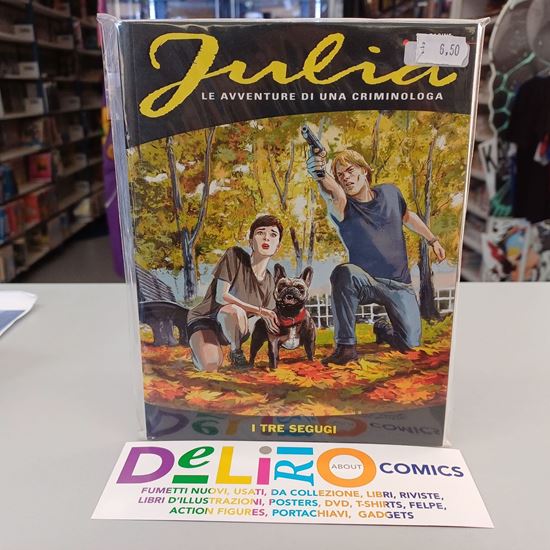 Julia
6,50
LE AVVENTURE DI UNA CRIMINOLOGA
I TRE SEGUGI
DeLiRiO ABOUT COMICS
FUMETTI NUOVI, USATI, DA COLLEZIONE, LIBRI, RIVISTE,
LIBRI D'ILLUSTRAZIONI, POSTERS, DVD, T-SHIRTS, FELPE,
ACTION FIGURES, PORTACHIAVI, GADGETS